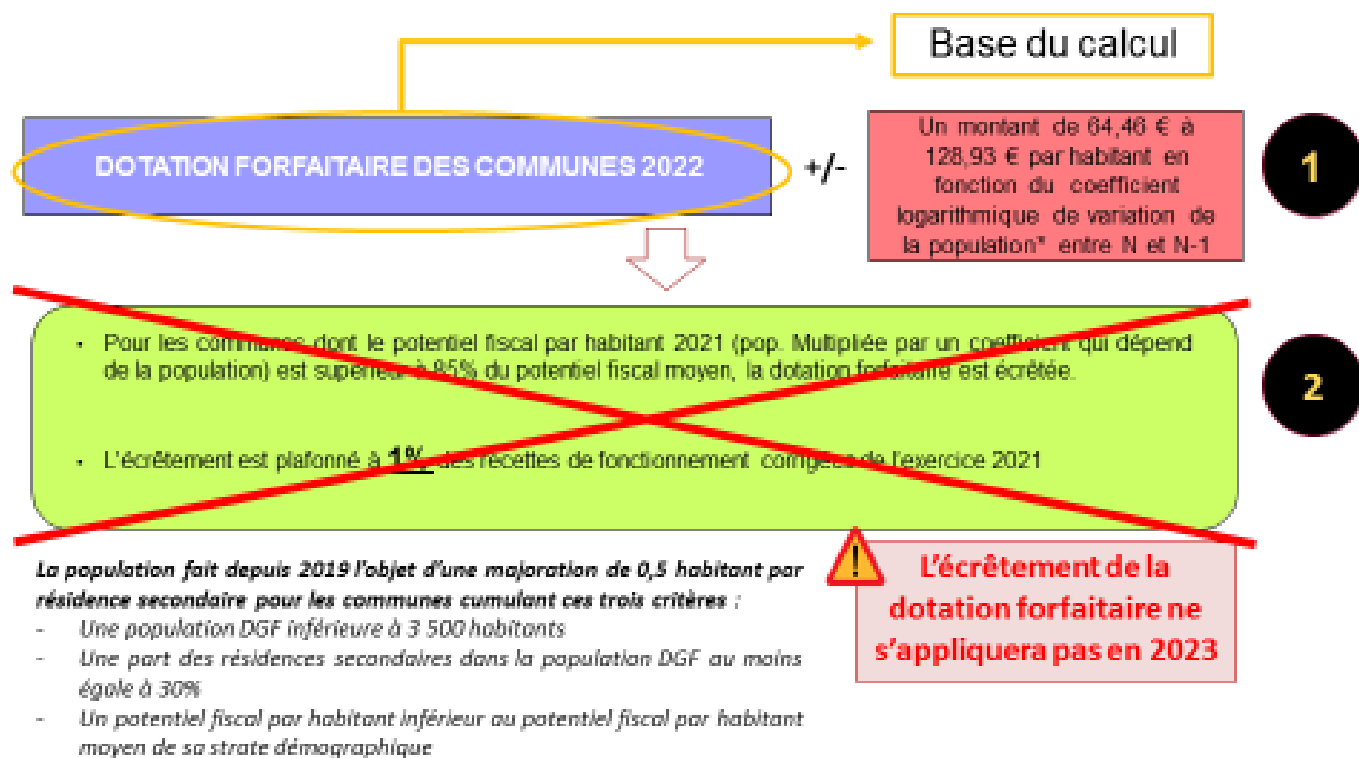 Base du calcul
DOTATION FORFAITAIRE DES COMMUNES 2022
+/-
Un montant de 64,46 € à
128,93 € par habitant en
fonction du coefficient
logarithmique de variation de
la population* entre N et N-1
1
• Pour les communes dont le potentiel fiscal par habitant 2021 (pop. Multipliée par un coefficient qui dépend
de la population) est supérieur à 85% du potentiel fiscal moyen, la dotation forfaitaire est écrêtée.
• L'écrêtement est plafonné à 1% des recettes de fonctionnement corrigées de l'exercice 2021
2
La population fait depuis 2019 l'objet d'une majoration de 0,5 habitant par
résidence secondaire pour les communes cumulant ces trois critères :
- Une population DGF inférieure à 3 500 habitants
- Une part des résidences secondaires dans la population DGF au moins
égale à 30%
- Un potentiel fiscal par habitant inférieur au potentiel fiscal par habitant
moyen de sa strate démographique
L'écrêtement de la
dotation forfaitaire ne
s'appliquera pas en 2023